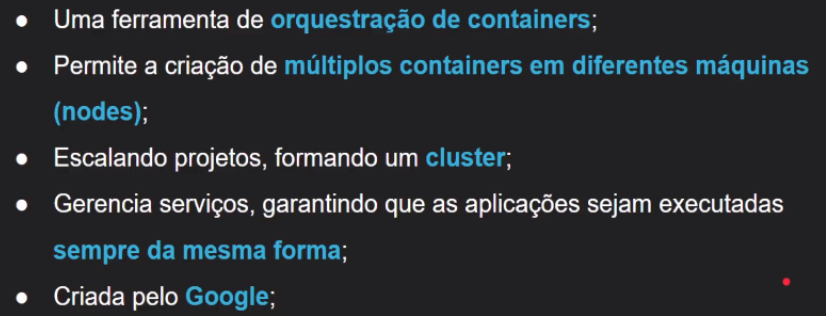 ● Uma ferramenta de orquestração de containers;
● Permite a criação de múltiplos containers em diferentes máquinas
(nodes);
● Escalando projetos, formando um cluster;
● Gerencia serviços, garantindo que as aplicações sejam executadas
sempre da mesma forma;
● Criada pelo Google;